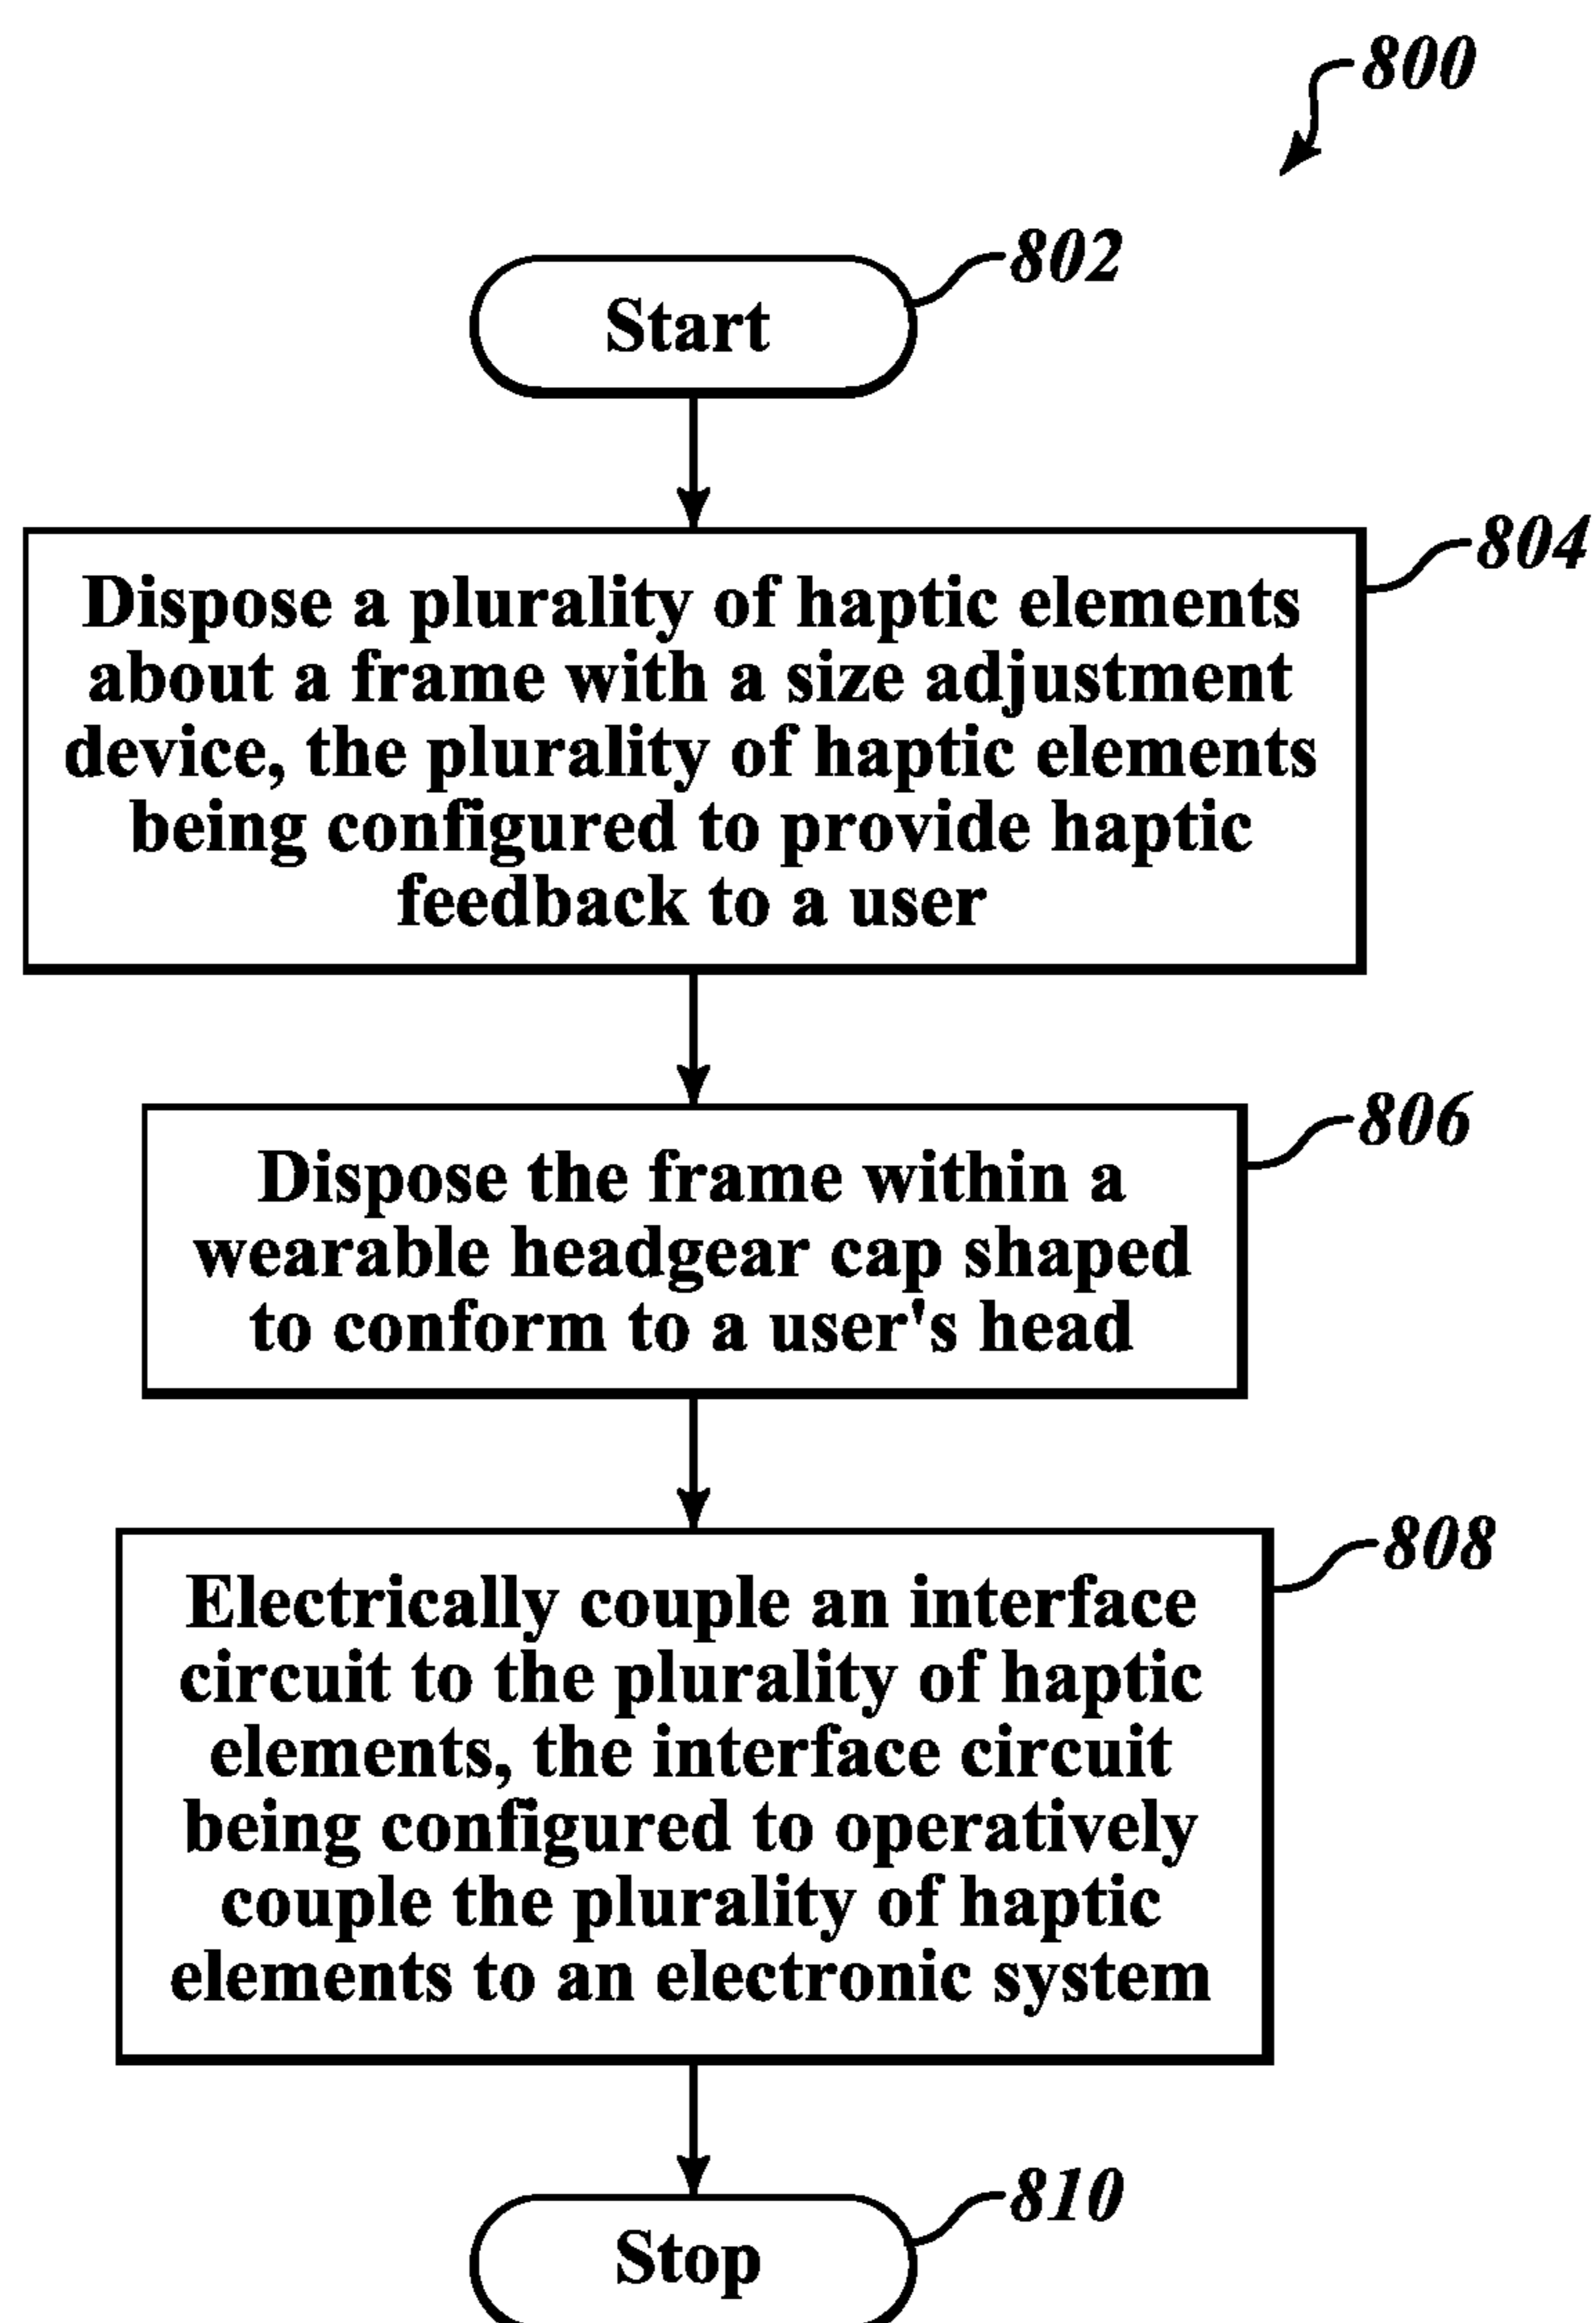 800
802
Start
804
Dispose a plurality of haptic elements
about a frame with a size adjustment
device, the plurality of haptic elements
being configured to provide haptic
feedback to a user
806
Dispose the frame within a
wearable headgear cap shaped
to conform to a user's head
808
Electrically couple an interface
circuit to the plurality of haptic
elements, the interface circuit
being configured to operatively
couple the plurality of haptic
elements to an electronic system
810
Stop